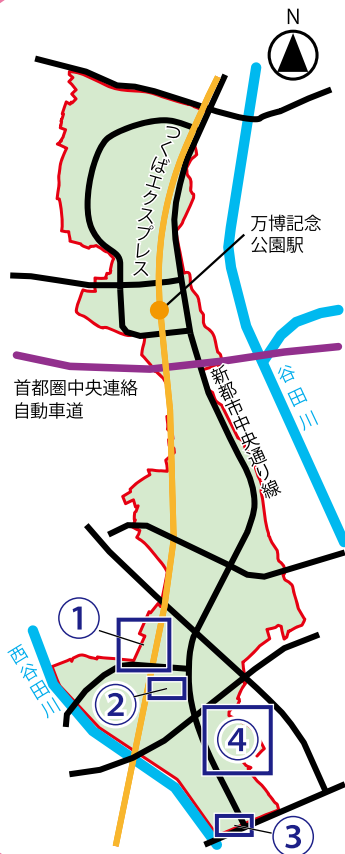 N
つくばエクスプレス
万博記念
公園駅
首都圏中央連絡
自動車道
新都市中央通り線
谷田川
西谷田川
①
②
④
③